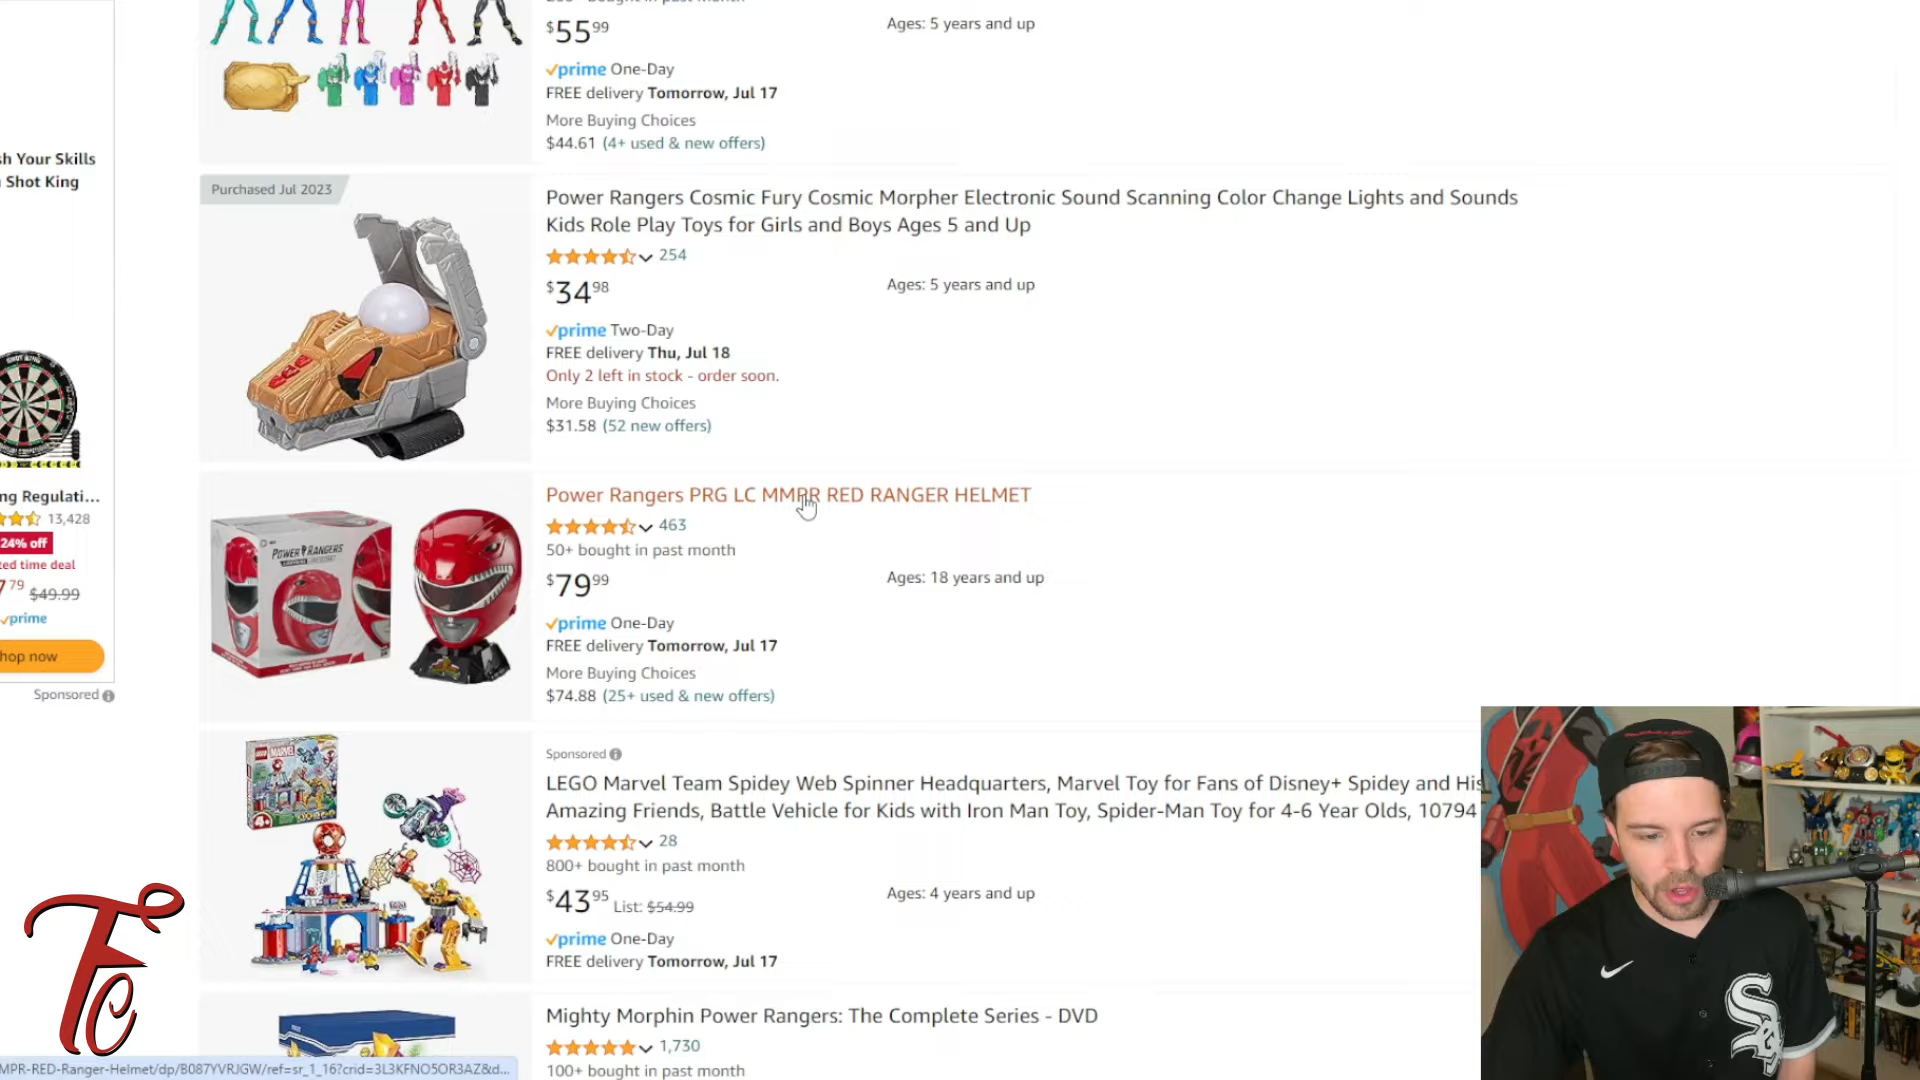 $55 99
Ages: 5 years and up
prime One-Day
FREE delivery Tomorrow, Jul 17
More Buying Choices
$44.61 (4+ used & new offers)
sh Your Skills
Shot King
Purchased Jul 2023
Power Rangers Cosmic Fury Cosmic Morpher Electronic Sound Scanning Color Change Lights and Sounds
Kids Role Play Toys for Girls and Boys Ages 5 and Up
254
$34 98
Ages: 5 years and up
prime Two-Day
FREE delivery Thu, Jul 18
Only 2 left in stock - order soon.
More Buying Choices
$31.58 (52 new offers)
ng Regulati...
13,428
24% off
ted time deal
79 $49.99
prime
hop now
Sponsored
POWER RANGERS
Power Rangers PRG LC MMPR RED RANGER HELMET
463
50+ bought in past month
$79 99
Ages: 18 years and up
prime One-Day
FREE delivery Tomorrow, Jul 17
More Buying Choices
$74.88 (25+ used & new offers)
MARVEL
4+
Sponsored
LEGO Marvel Team Spidey Web Spinner Headquarters, Marvel Toy for Fans of Disney+ Spidey and His
Amazing Friends, Battle Vehicle for Kids with Iron Man Toy, Spider-Man Toy for 4-6 Year Olds, 10794
28
800+ bought in past month
$43 95 List: $54.99
Ages: 4 years and up
prime One-Day
FREE delivery Tomorrow, Jul 17
Mighty Morphin Power Rangers: The Complete Series - DVD
1,730
100+ bought in past month
MPR-RED-Ranger-Helmet/dp/B087YVRJGW/ref=sr_1_16?crid=3L3KFNO5OR3AZ&d...
FC
Sox